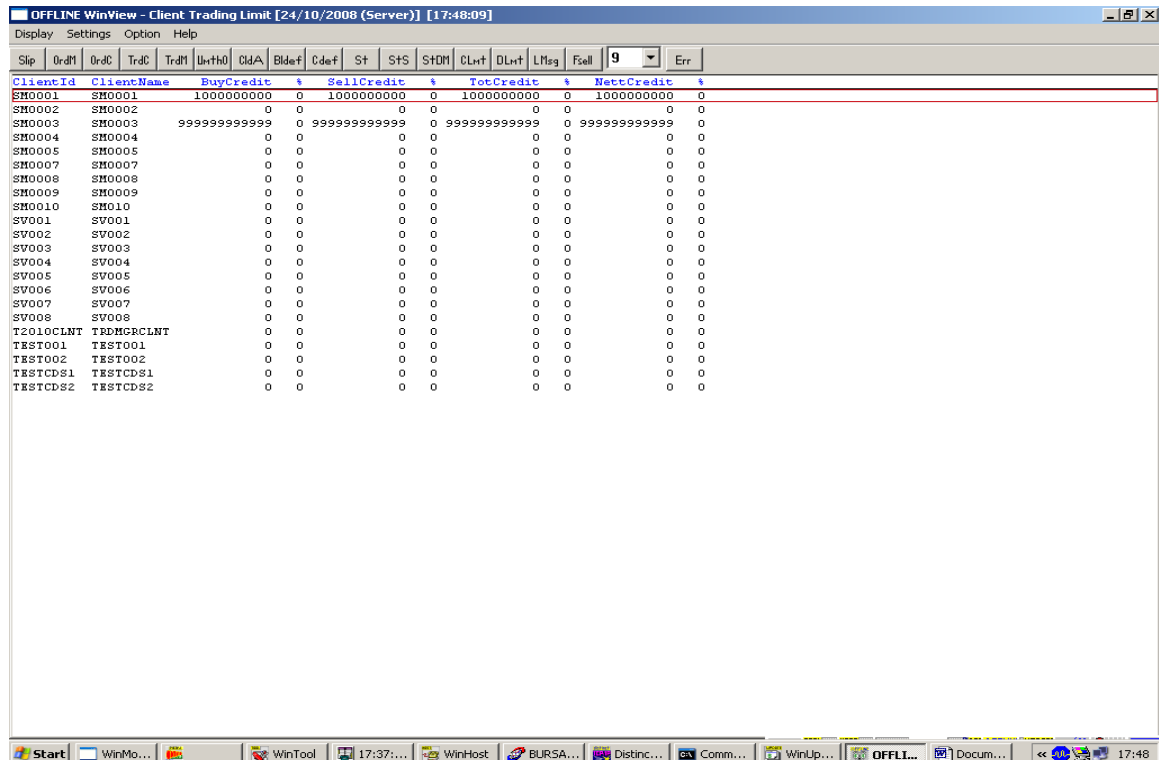 OFFLINE WinView - Client Trading Limit [24/10/2008 (Server)] [17:48:09]
Display Settings Option Help
Slip OrdM OrdC TrdC TrdM UmthO CldA Bldef Cdef St StS StDM CLmt DLmt LMsg Fsell 9 Err
ClientId ClientName BuyCredit % SellCredit % TotCredit % NettCredit %
SM0001 SM0001 1000000000 0 1000000000 0 1000000000 0 1000000000 0
SM0002 SM0002 0 0 0 0 0 0 0 0
SM0003 SM0003 999999999999 0 999999999999 0 999999999999 0 999999999999 0
SM0004 SM0004 0 0 0 0 0 0 0 0
SM0005 SM0005 0 0 0 0 0 0 0 0
SM0007 SM0007 0 0 0 0 0 0 0 0
SM0008 SM0008 0 0 0 0 0 0 0 0
SM0009 SM0009 0 0 0 0 0 0 0 0
SM0010 SM010 0 0 0 0 0 0 0 0
SV001 SV001 0 0 0 0 0 0 0 0
SV002 SV002 0 0 0 0 0 0 0 0
SV003 SV003 0 0 0 0 0 0 0 0
SV004 SV004 0 0 0 0 0 0 0 0
SV005 SV005 0 0 0 0 0 0 0 0
SV006 SV006 0 0 0 0 0 0 0 0
SV007 SV007 0 0 0 0 0 0 0 0
SV008 SV008 0 0 0 0 0 0 0 0
T2010CLNT TRDMGRCLNT 0 0 0 0 0 0 0 0
TEST001 TEST001 0 0 0 0 0 0 0 0
TEST002 TEST002 0 0 0 0 0 0 0 0
TESTCDS1 TESTCDS1 0 0 0 0 0 0 0 0
TESTCDS2 TESTCDS2 0 0 0 0 0 0 0 0
Start WinMo... WinTool 17:37:... WinHost BURSA... Distinc... Comm... WinUp... OFFLI... Docum... « 17:48